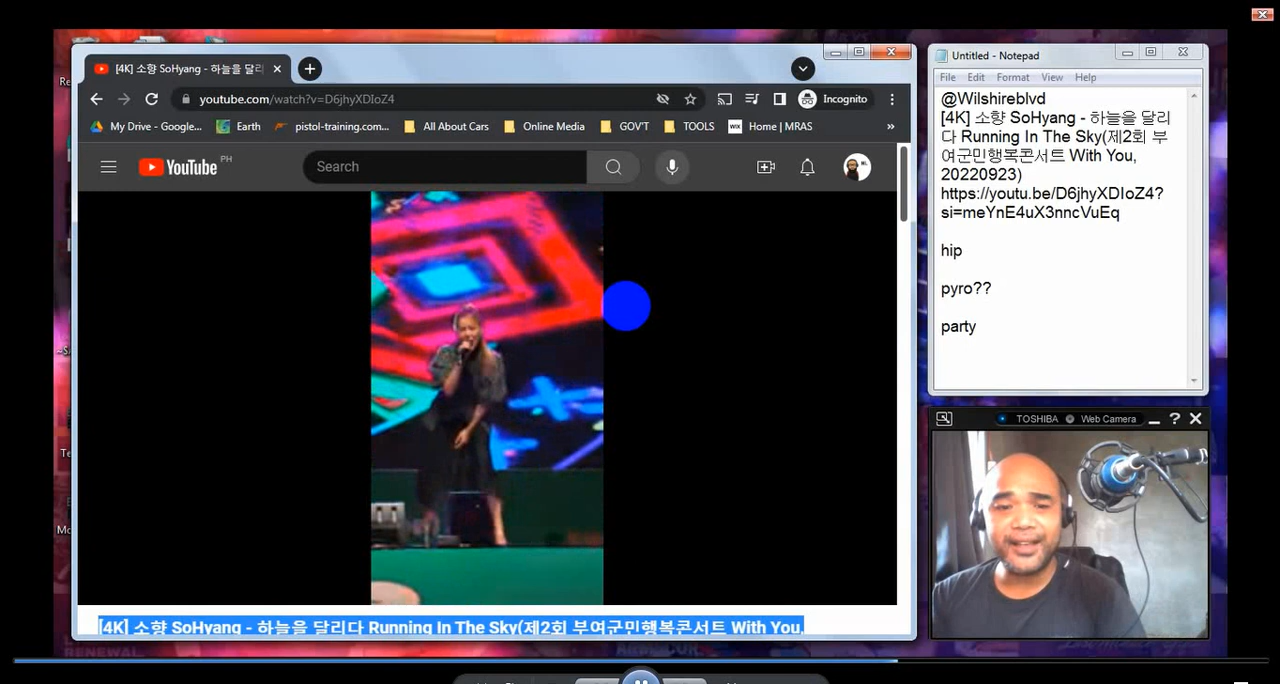 [4K] 소향 SoHyang - 하늘을 달리
youtube.com/watch?v=D6jhyXDIoZ4
Incognito
My Drive - Google...
Earth
pistol-training.com...
All About Cars
Online Media
GOV'T
TOOLS
WIX
Home | MRAS
»
YouTube PH
Search
[4K] 소향 SoHyang - 하늘을 달리다 Running In The Sky(제2회 부여군민행복콘서트 With You,
Untitled - Notepad
File Edit Format View Help
@Wilshireblvd
[4K] 소향 SoHyang - 하늘을 달리
다 Running In The Sky(제2회 부
여군민행복콘서트 With You,
20220923)
https://youtu.be/D6jhyXDIoZ4?
si=meYnE4uX3nncVuEq
hip
pyro??
party
TOSHIBA Web Camera
?
RENEWAL